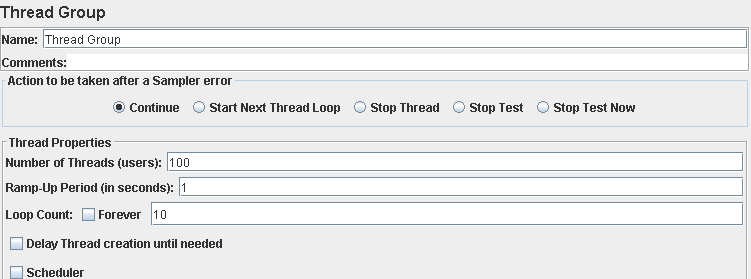 Thread Group
Name: Thread Group
Comments:
Action to be taken after a Sampler error
Continue Start Next Thread Loop Stop Thread Stop Test Stop Test Now
Thread Properties
Number of Threads (users): 100
Ramp-Up Period (in seconds): 1
Loop Count: Forever 10
Delay Thread creation until needed
Scheduler